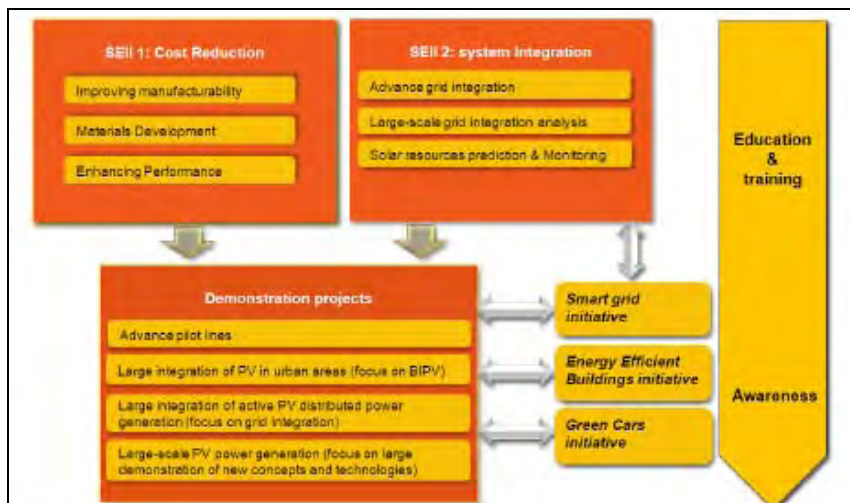 SEII 1: Cost Reduction
Improving manufacturability
Materials Development
Enhancing Performance
SEII 2: system Integration
Advance grid integration
Large-scale grid integration analysis
Solar resources prediction & Monitoring
Education
&
training
Demonstration projects
Advance pilot lines
Large integration of PV in urban areas (focus on BIPV)
Large integration of active PV distributed power
generation (focus on grid integration)
Large-scale PV power generation (focus on large
demonstration of new concepts and technologies)
Smart grid
initiative
Energy Efficient
Buildings initiative
Green Cars
initiative
Awareness